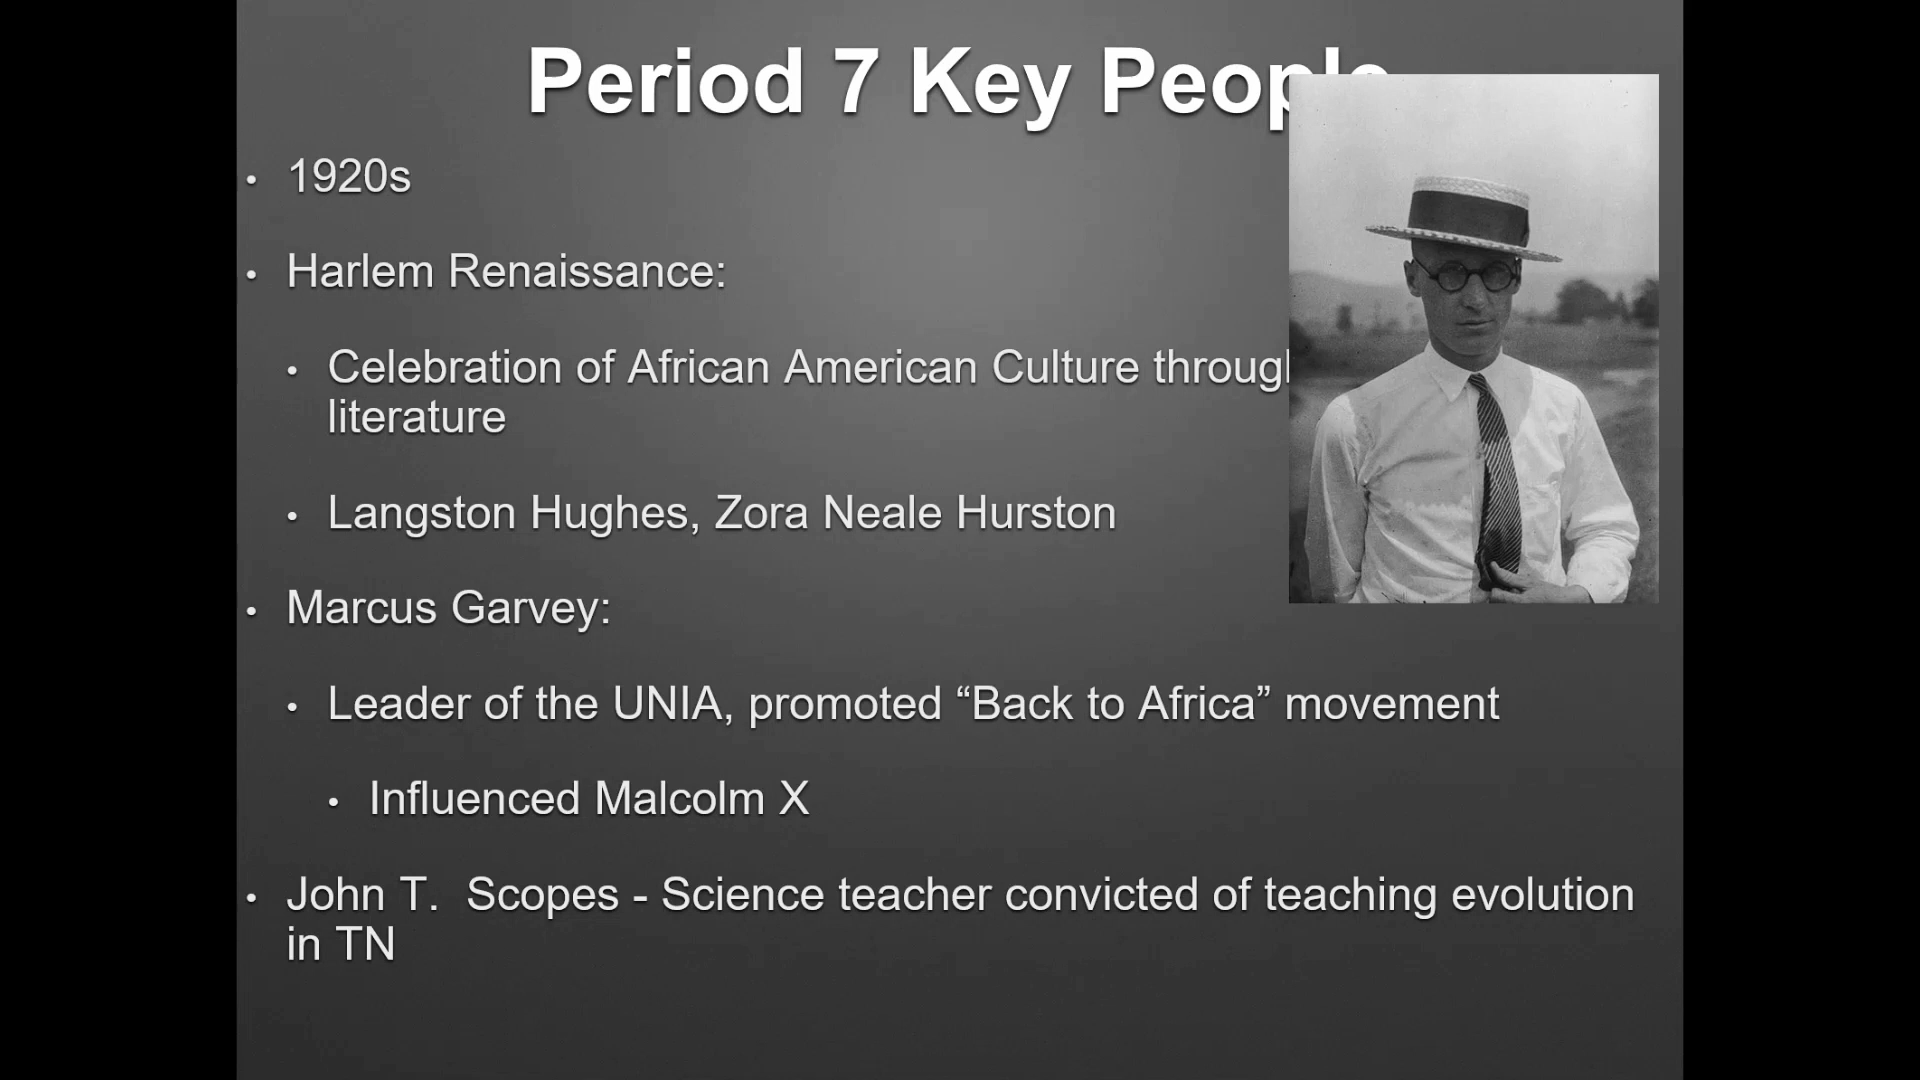 Period 7 Key People
• 1920s
• Harlem Renaissance:
• Celebration of African American Culture through
literature
• Langston Hughes, Zora Neale Hurston
• Marcus Garvey:
• Leader of the UNIA, promoted “Back to Africa” movement
• Influenced Malcolm X
• John T.  Scopes - Science teacher convicted of teaching evolution
in TN